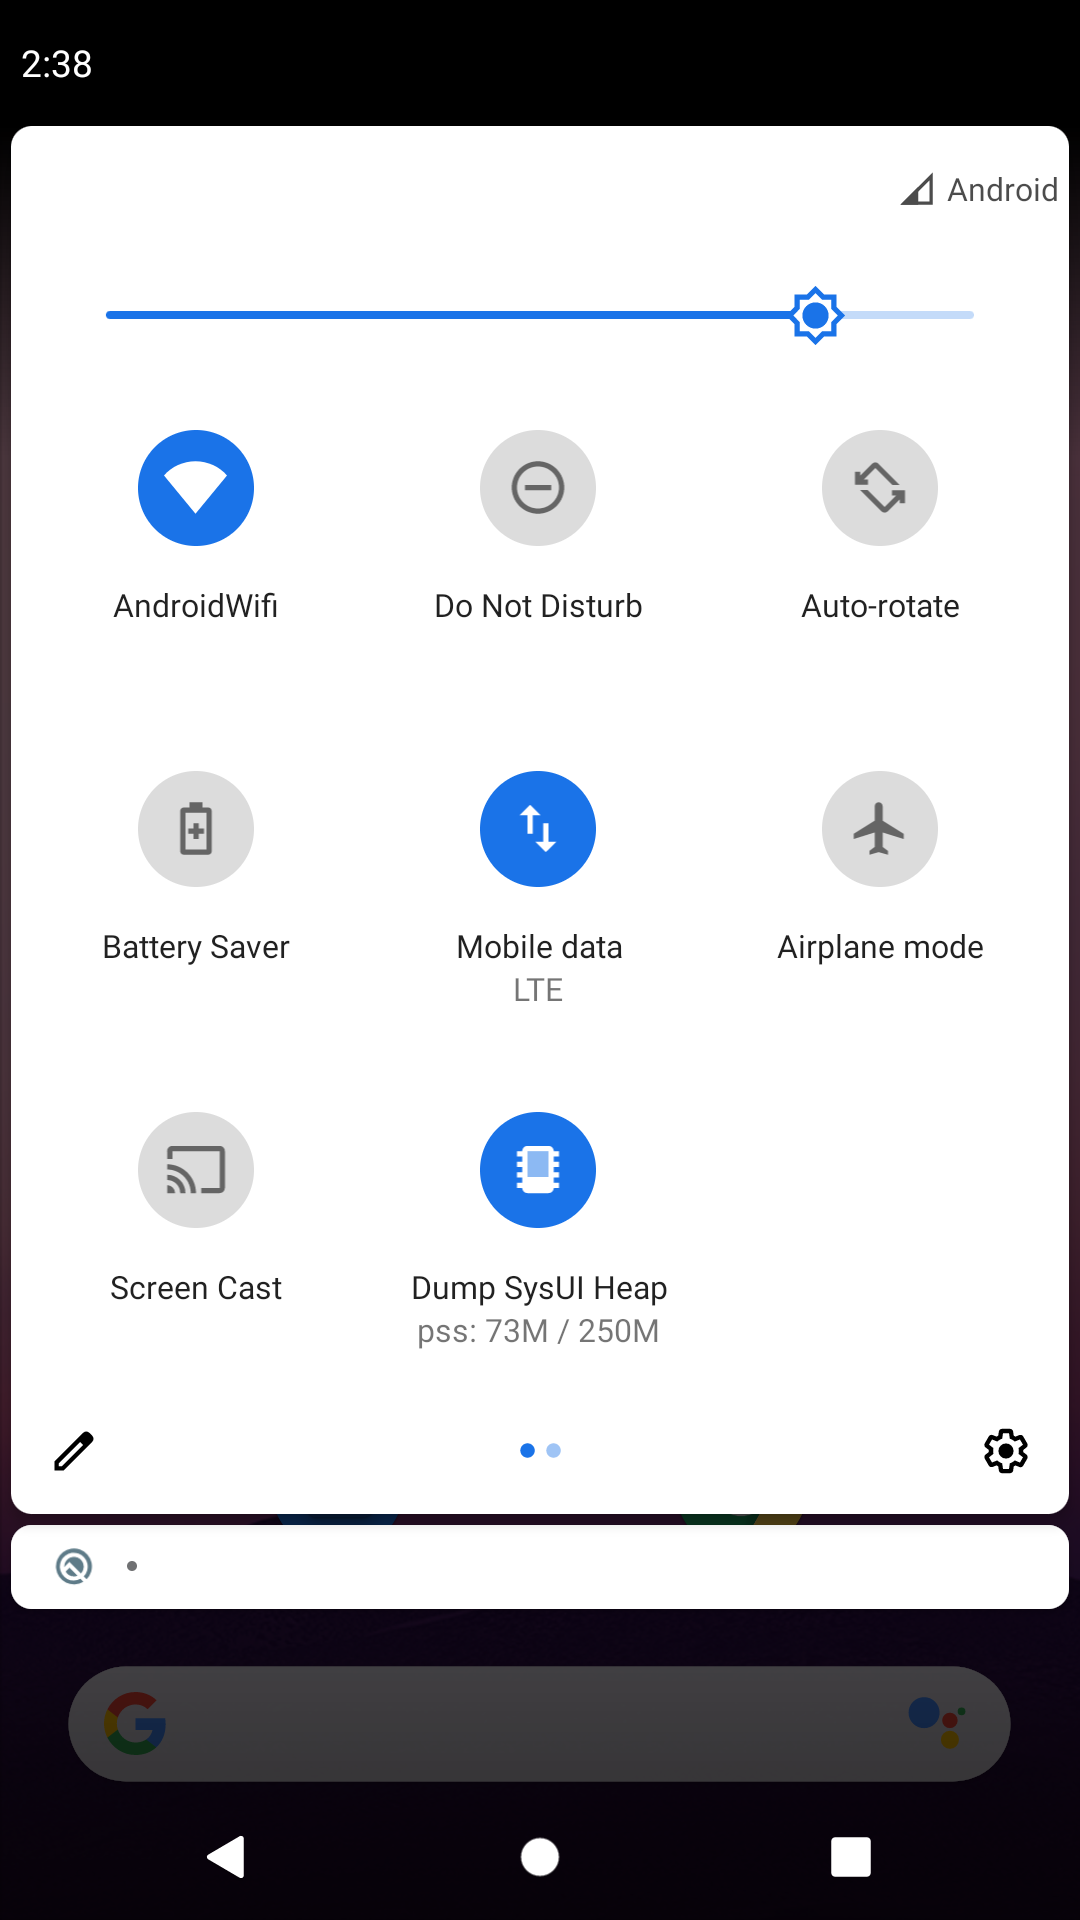 2:38
Android
AndroidWifi
Do Not Disturb
Auto-rotate
Battery Saver
Mobile data
LTE
Airplane mode
Screen Cast
Dump SysUI Heap
pss: 73M / 250M